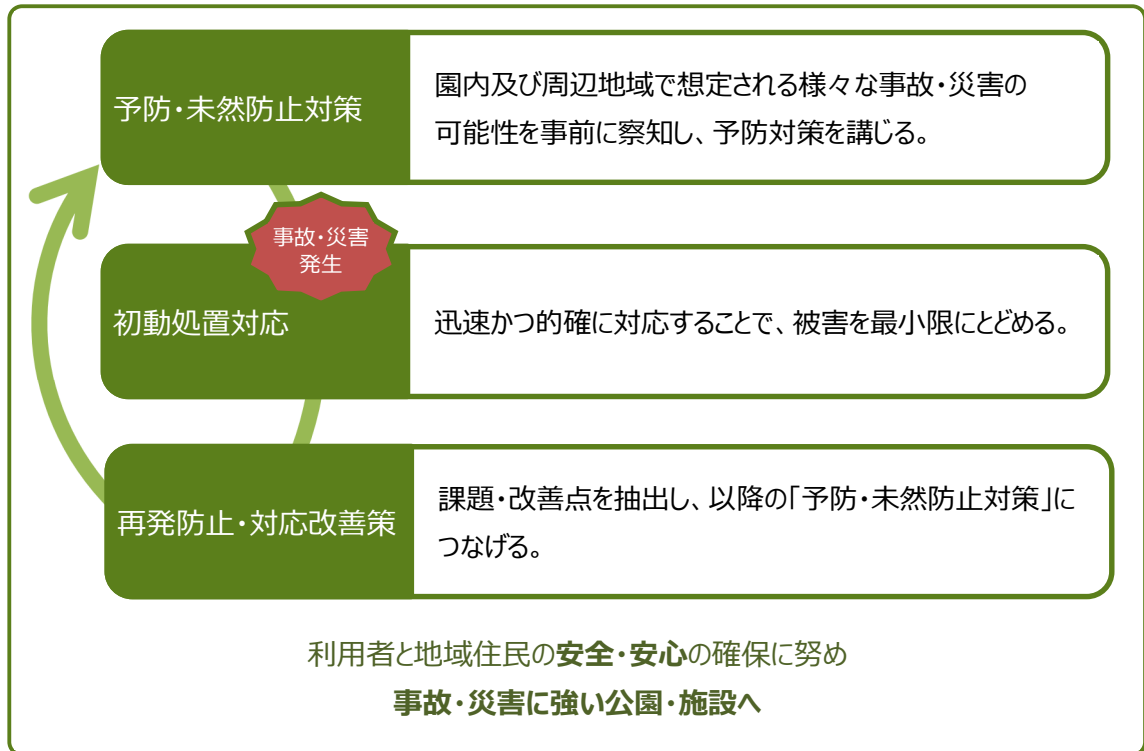 予防・未然防止対策
園内及び周辺地域で想定される様々な事故・災害の
可能性を事前に察知し、予防対策を講じる。
事故・災害
発生
初動処置対応
迅速かつ的確に対応することで、被害を最小限にとどめる。
再発防止・対応改善策
課題・改善点を抽出し、以降の「予防・未然防止対策」に
つなげる。
利用者と地域住民の安全・安心の確保に努め
事故・災害に強い公園・施設へ